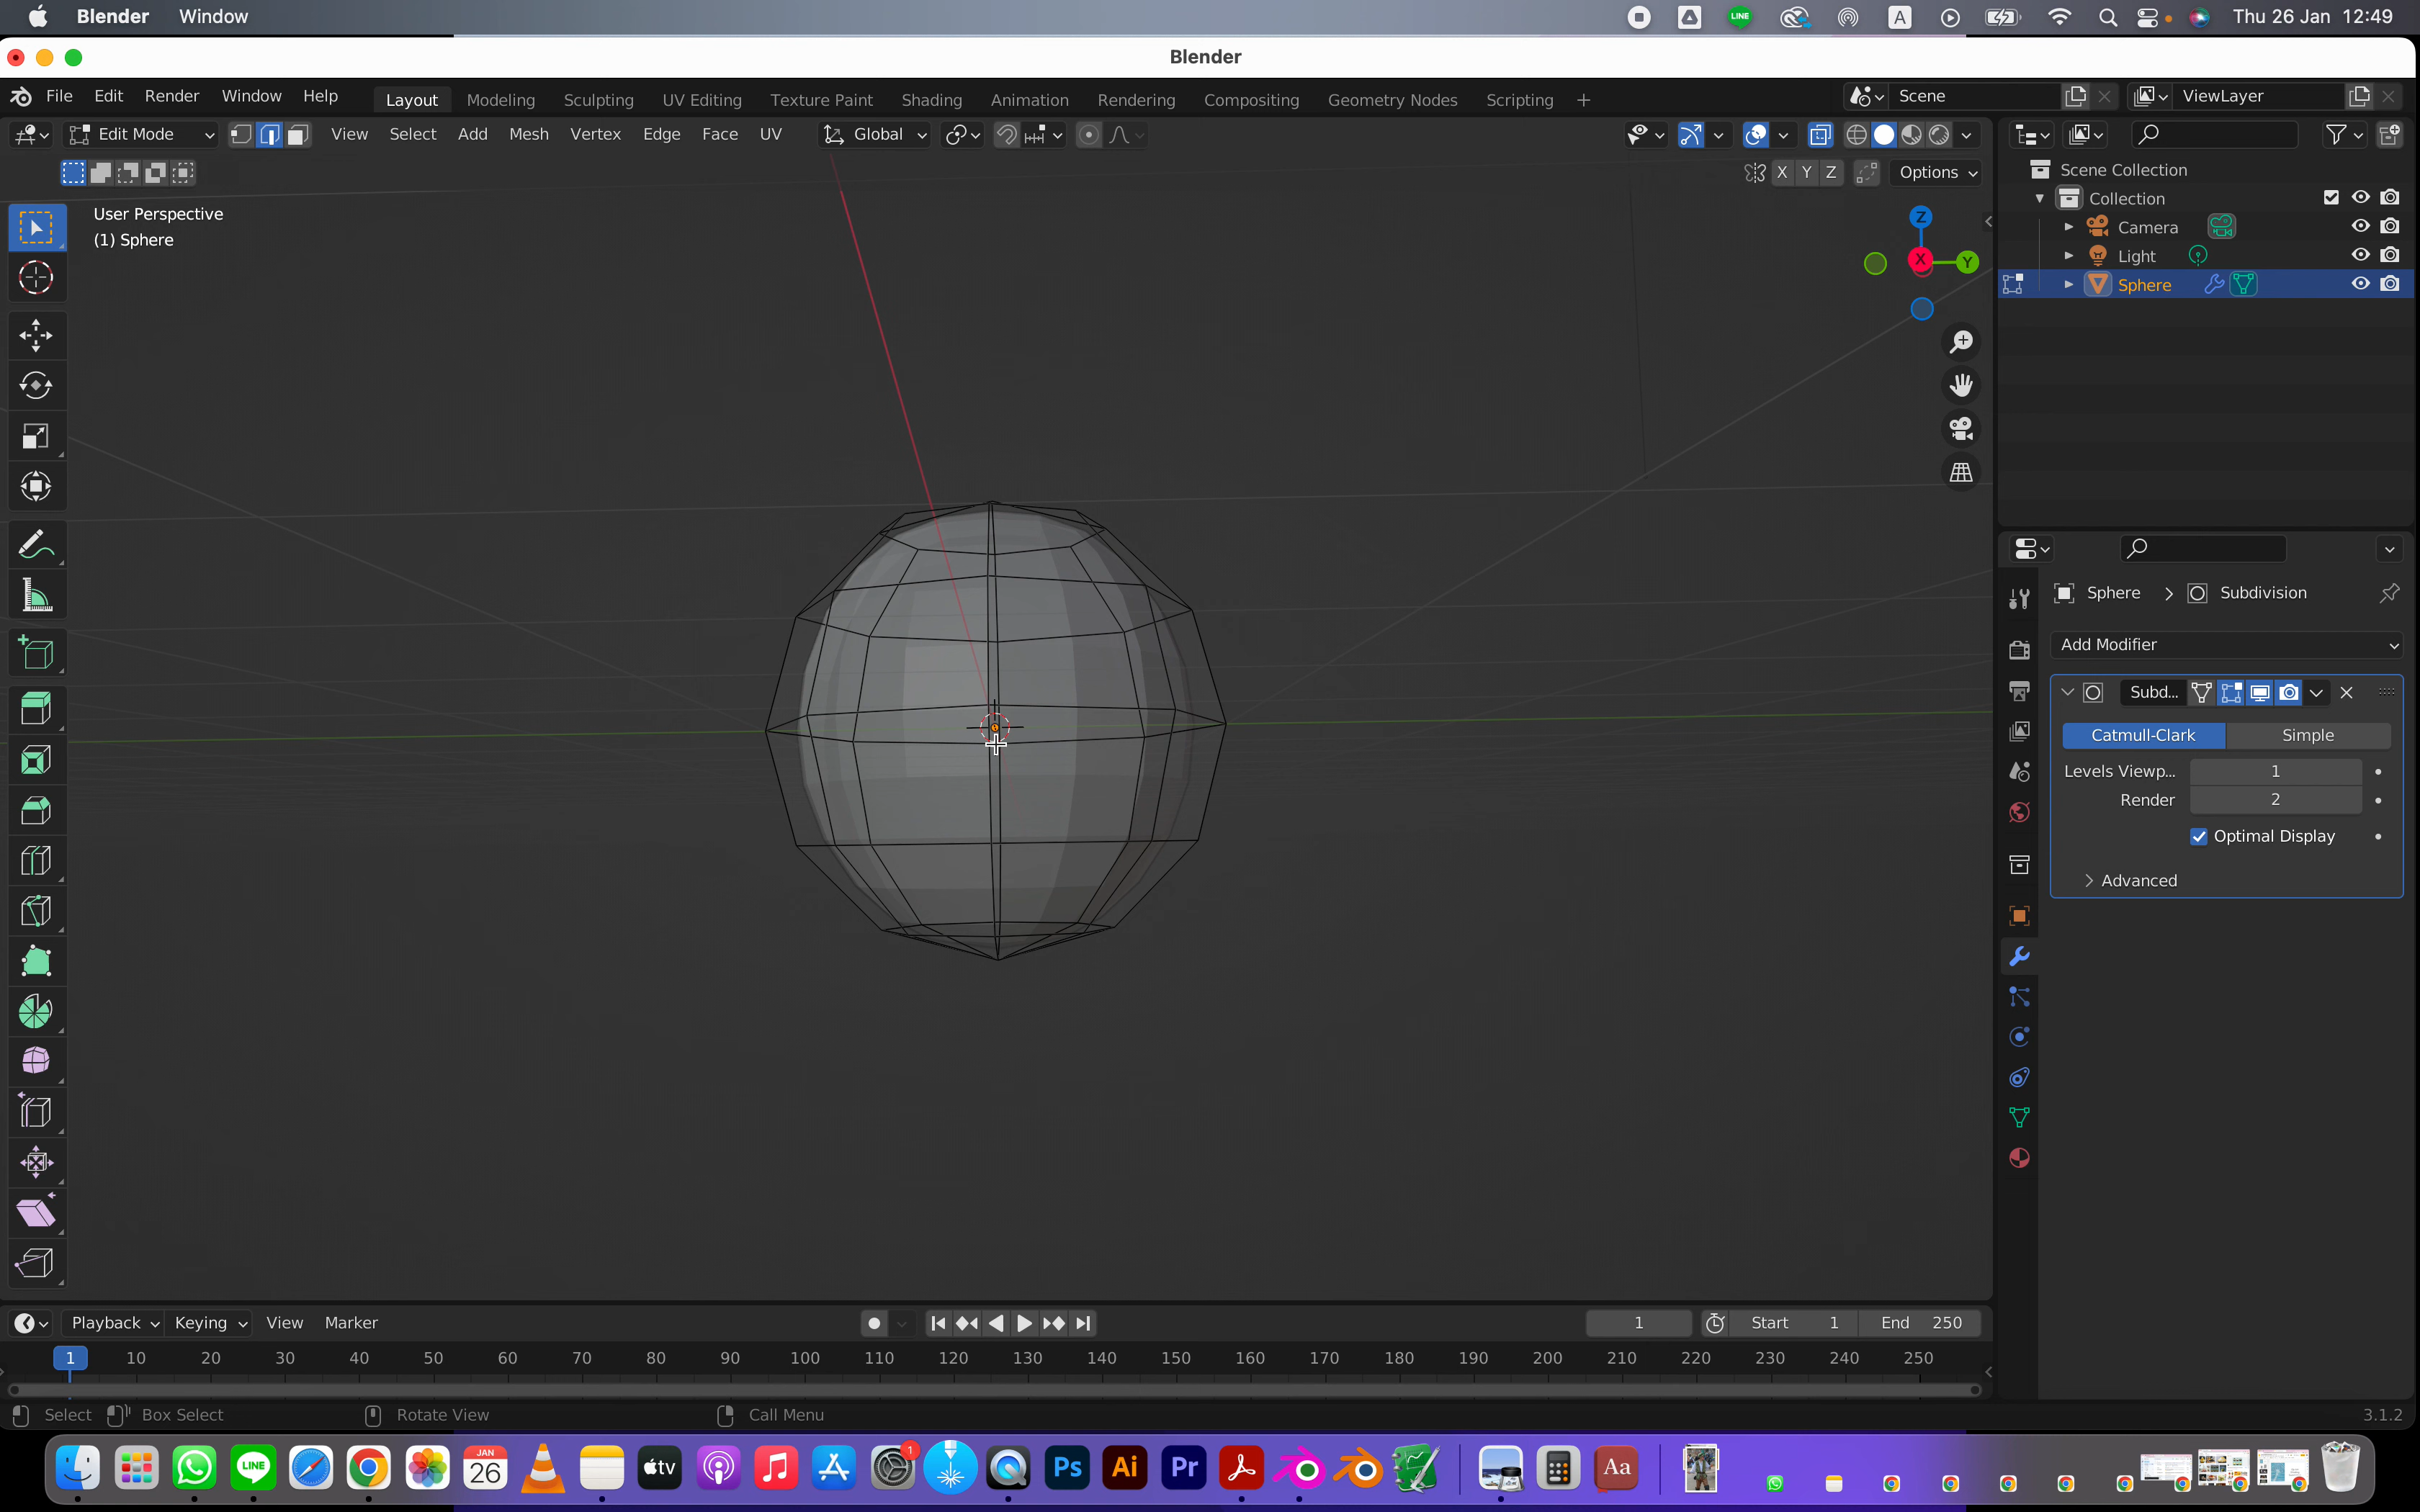 Blender Window A LINE Thu 26 Jan 12:49
Blender
File Edit Render Window Help Layout Modeling Sculpting UV Editing Texture Paint Shading Animation Rendering Compositing Geometry Nodes Scripting + Scene ViewLayer
Edit Mode View Select Add Mesh Vertex Edge Face UV Global
X Y Z Options
User Perspective
(1) Sphere
Z
X Y
Scene Collection
Collection
Camera
Light
Sphere
Sphere > Subdivision
Add Modifier
Subd...
Catmull-Clark Simple
Levels Viewp... 1
Render 2
Optimal Display
Advanced
Playback Keying View Marker 1 Start 1 End 250
1 10 20 30 40 50 60 70 80 90 100 110 120 130 140 150 160 170 180 190 200 210 220 230 240 250
Select Box Select Rotate View Call Menu 3.1.2
LINE JAN 26 tv 1 Ps Ai Pr Aa